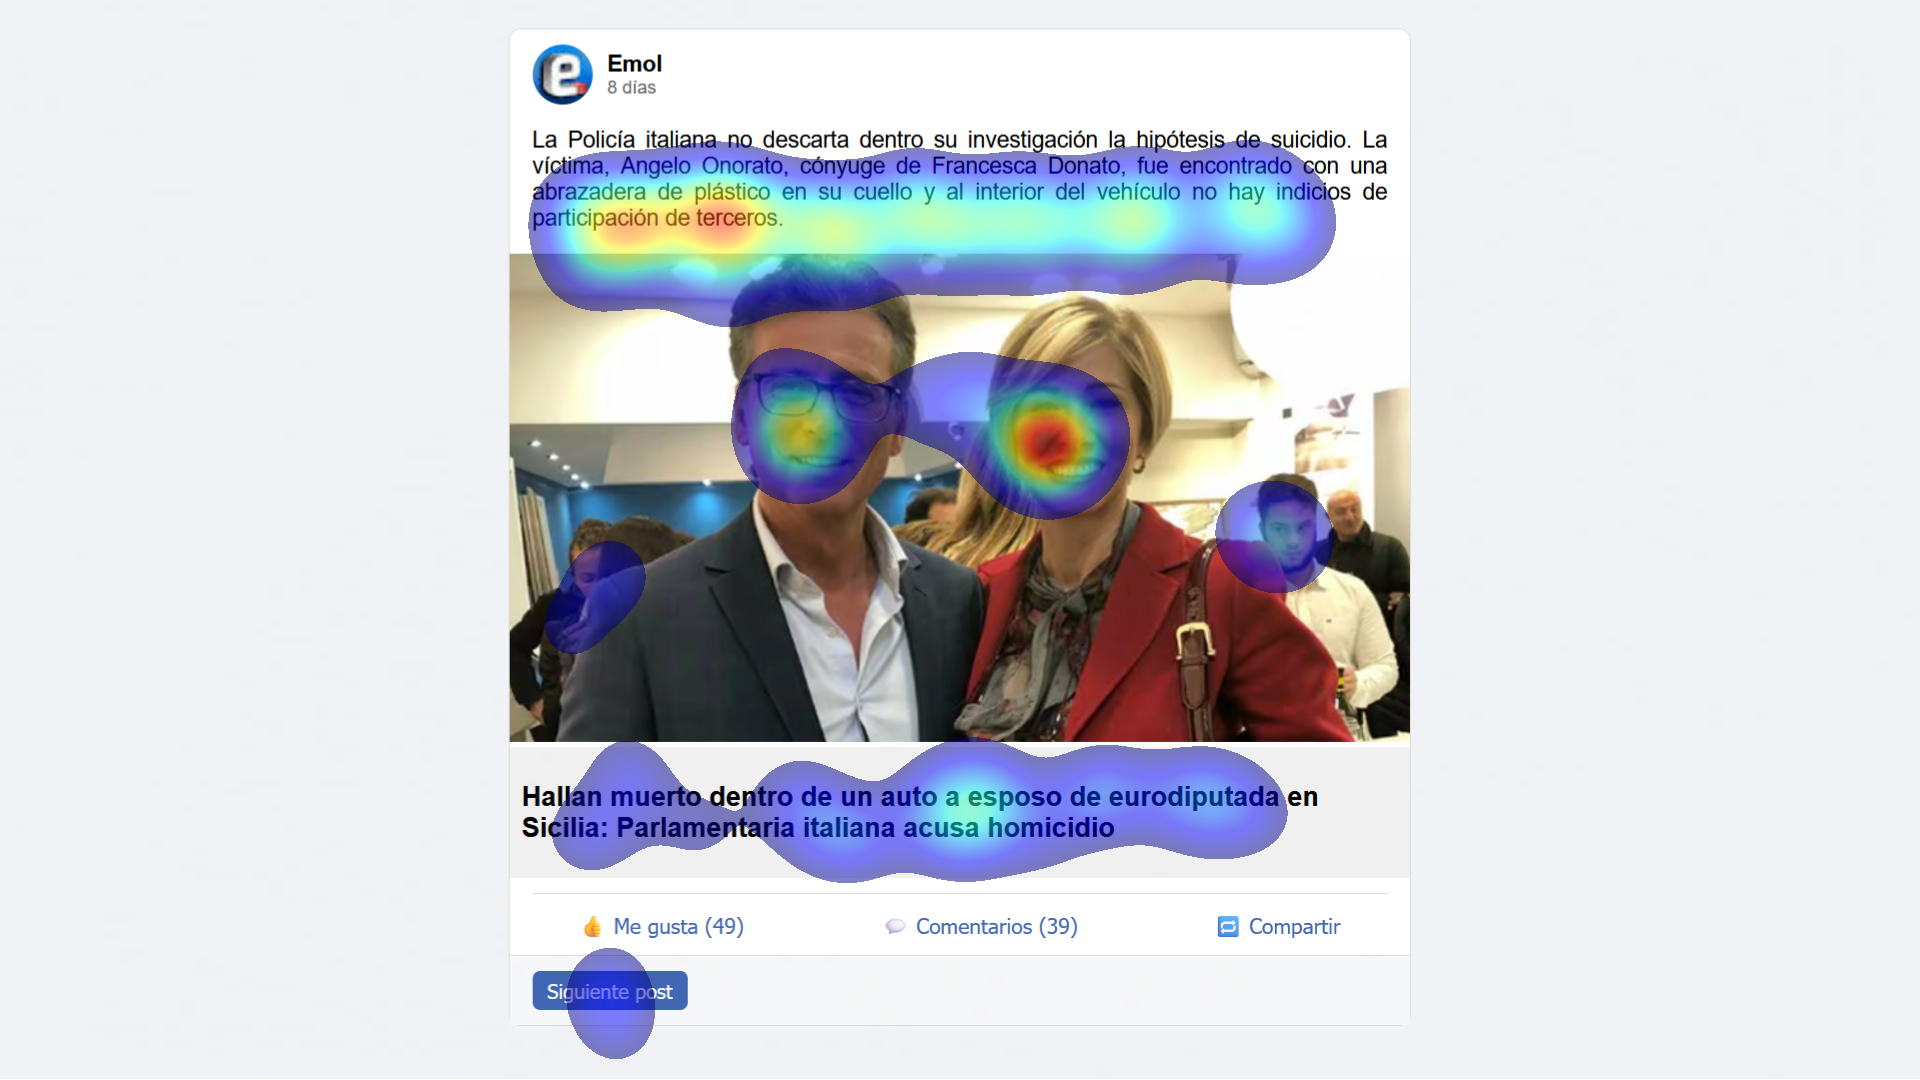 Emol
8 días
La Policía italiana no descarta dentro su investigación la hipótesis de suicidio. La
víctima, Angelo Onorato, cónyuge de Francesca Donato, fue encontrado con una
abrazadera de plástico en su cuello y al interior del vehículo no hay indicios de
participación de terceros.
Hallan muerto dentro de un auto a esposo de eurodiputada en
Sicilia: Parlamentaria italiana acusa homicidio
Me gusta (49) Comentarios (39) Compartir
Siguiente post